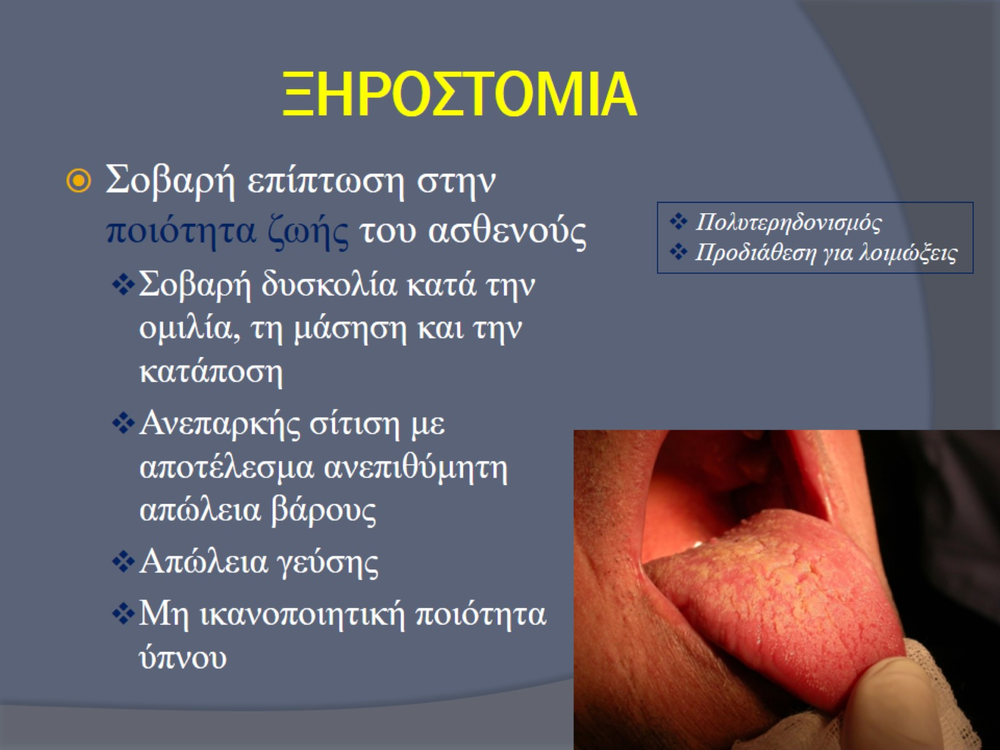 ΞΗΡΟΣΤΟΜΙΑ
Σοβαρή επίπτωση στην
ποιότητα ζωής του ασθενούς
Σοβαρή δυσκολία κατά την
ομιλία, τη μάσηση και την
κατάποση
Ανεπαρκής σίτιση με
αποτέλεσμα ανεπιθύμητη
απώλεια βάρους
Απώλεια γεύσης
Μη ικανοποιητική ποιότητα
ύπνου
Πολυτερηδονισμός
Προδιάθεση για λοιμώξεις